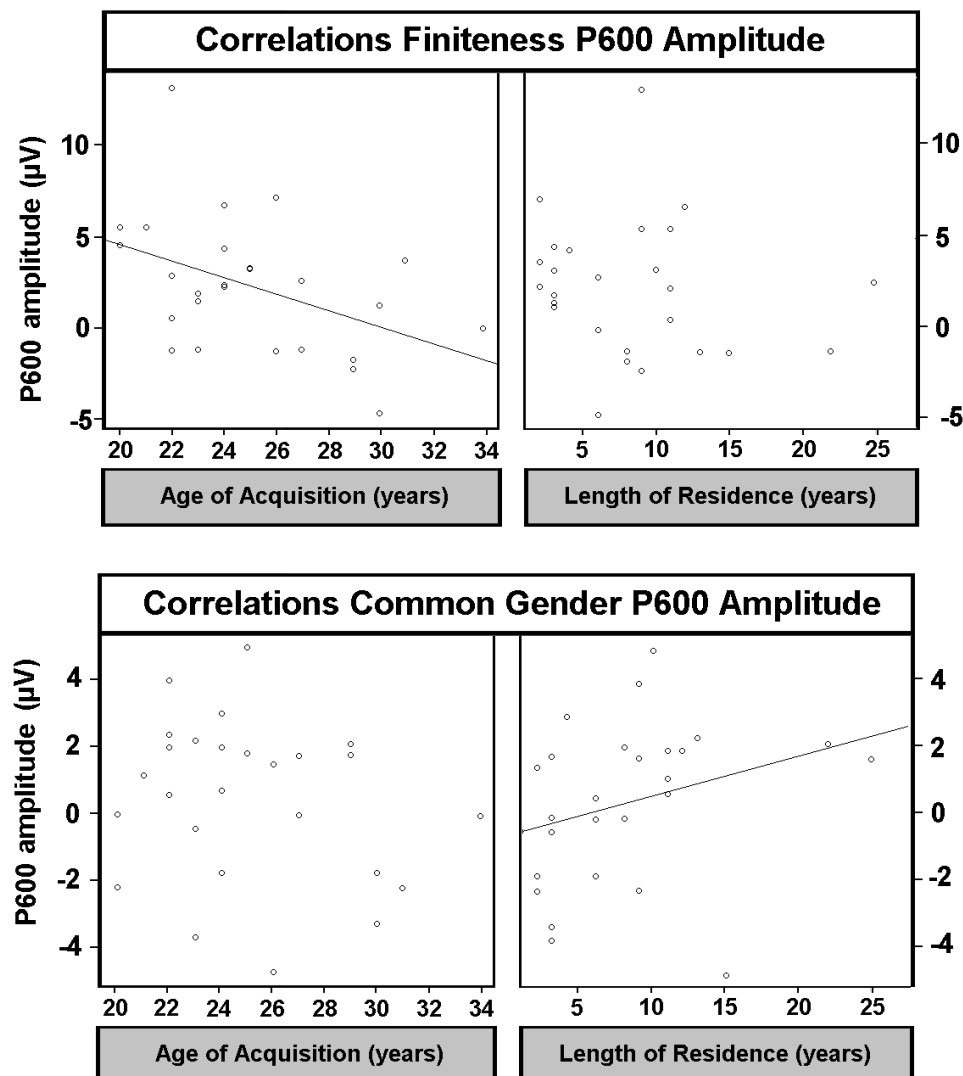 Correlations Finiteness P600 Amplitude
P600 amplitude (µV)
10
5
0
-5
20 22 24 26 28 30 32 34
Age of Acquisition (years)
10
5
0
-5
5 10 15 20 25
Length of Residence (years)
Correlations Common Gender P600 Amplitude
P600 amplitude (µV)
4
2
0
-2
-4
20 22 24 26 28 30 32 34
Age of Acquisition (years)
4
2
0
-2
-4
5 10 15 20 25
Length of Residence (years)